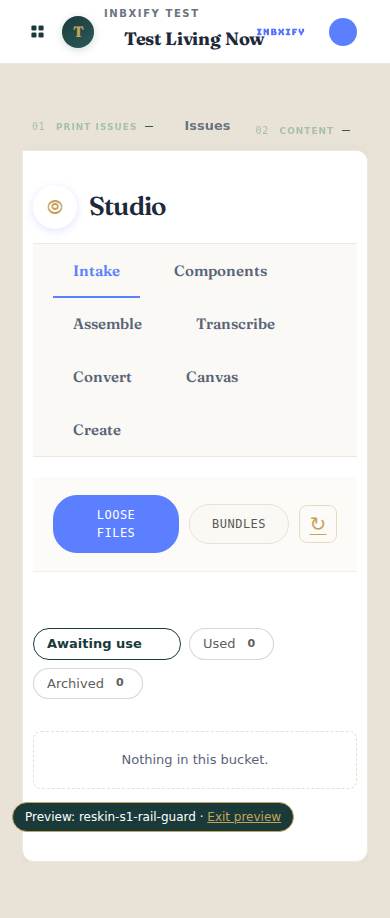 INBXIFY TEST
T
Test Living Now
INBXIFY
01 PRINT ISSUES —
Issues
02 CONTENT —
Studio
Intake
Components
Assemble
Transcribe
Convert
Canvas
Create
LOOSE
FILES
BUNDLES
↻
Awaiting use
Used 0
Archived 0
Nothing in this bucket.
Preview: reskin-s1-rail-guard · Exit preview